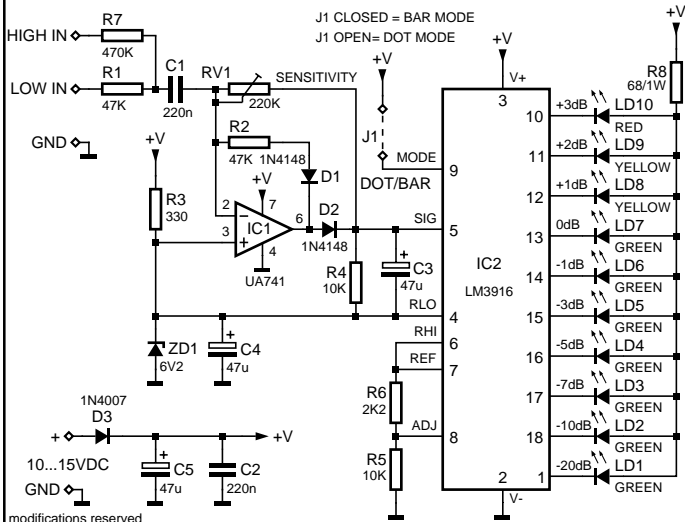 J1 CLOSED = BAR MODE
J1 OPEN= DOT MODE
HIGH IN
R7
470K
LOW IN
R1
47K
C1
220n
RV1
220K
SENSITIVITY
GND
+V
R3
330
R2
47K
1N4148
D1
+V
2
3
7
6
4
−
+
IC1
UA741
D2
1N4148
R4
10K
+
C3
47u
ZD1
6V2
+
C4
47u
+V
J1
MODE
DOT/BAR
9
SIG
5
RLO
4
RHI
6
REF
7
ADJ
8
R6
2K2
R5
10K
+V
V+
3
IC2
LM3916
2
V-
+V
R8
68/1W
10
+3dB
LD10
RED
11
+2dB
LD9
YELLOW
12
+1dB
LD8
YELLOW
13
0dB
LD7
GREEN
14
-1dB
LD6
GREEN
15
-3dB
LD5
GREEN
16
-5dB
LD4
GREEN
17
-7dB
LD3
GREEN
18
-10dB
LD2
GREEN
1
-20dB
LD1
GREEN
1N4007
D3
+
10...15VDC
GND
+
C5
47u
C2
220n
+V
modifications reserved